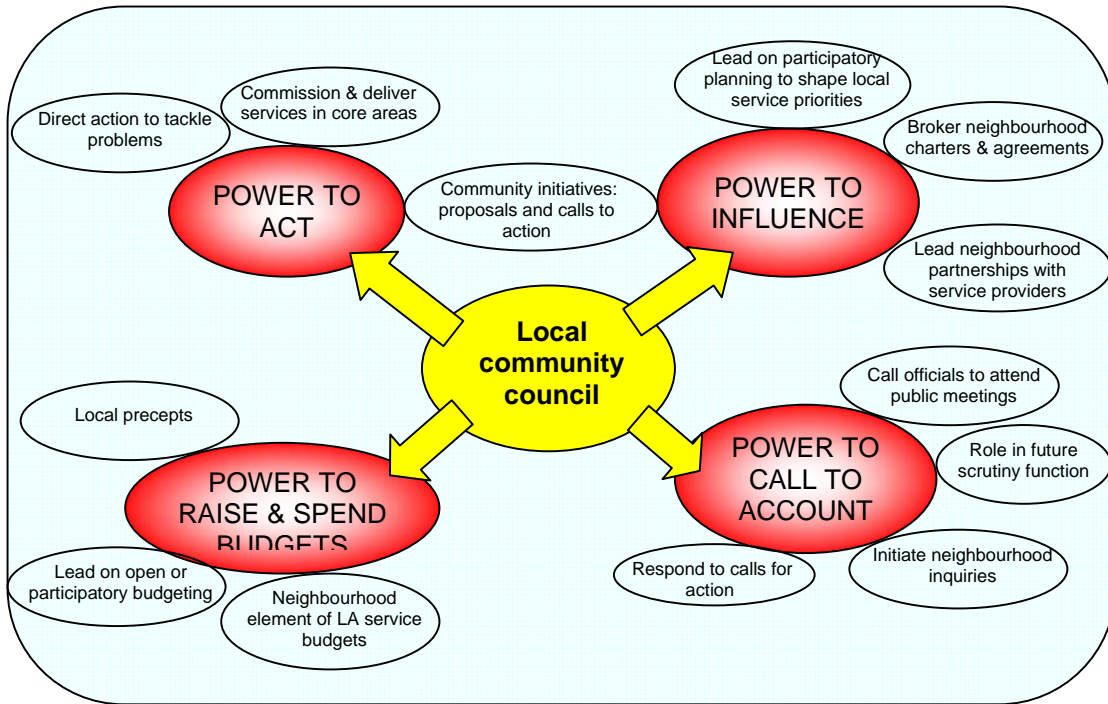 Lead on participatory
planning to shape local
service priorities
Commission & deliver
services in core areas
Direct action to tackle
problems
Broker neighbourhood
charters & agreements
POWER TO
ACT
Community initiatives:
proposals and calls to
action
POWER TO
INFLUENCE
Lead neighbourhood
partnerships with
service providers
Local
community
council
Call officials to attend
public meetings
Local precepts
Role in future
scrutiny function
POWER TO
RAISE & SPEND
BUDGETS
POWER TO
CALL TO
ACCOUNT
Initiate neighbourhood
inquiries
Respond to calls for
action
Lead on open or
participatory budgeting
Neighbourhood
element of LA service
budgets